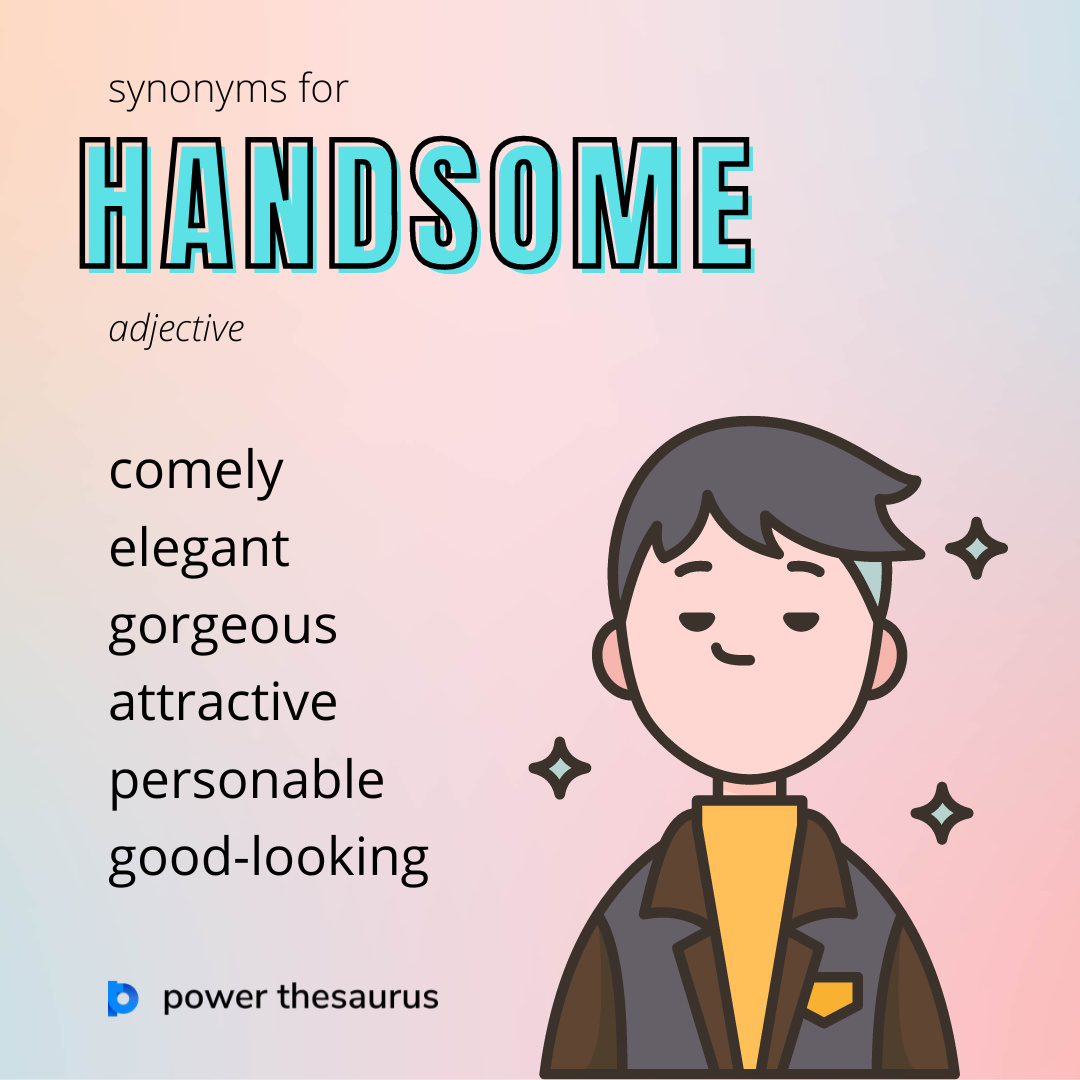 synonyms for
HANDSOME
adjective
comely
elegant
gorgeous
attractive
personable
good-looking
power thesaurus